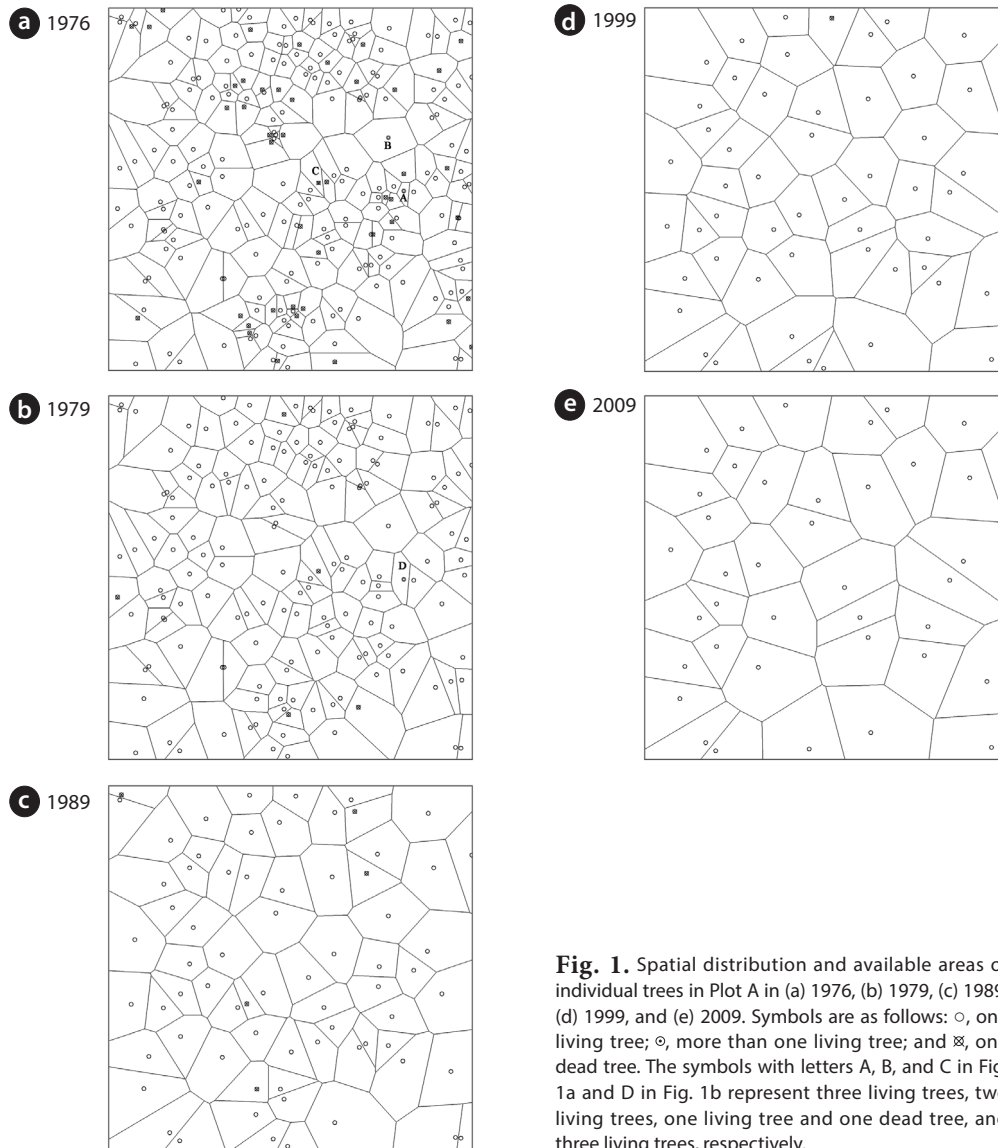 a 1976
B
C
A
b 1979
D
c 1989
d 1999
e 2009
Fig. 1. Spatial distribution and available areas o
individual trees in Plot A in (a) 1976, (b) 1979, (c) 1989
(d) 1999, and (e) 2009. Symbols are as follows: ○, on
living tree; ⊙, more than one living tree; and ⊠, on
dead tree. The symbols with letters A, B, and C in Fig
1a and D in Fig. 1b represent three living trees, two
living trees, one living tree and one dead tree, and
three living trees, respectively.